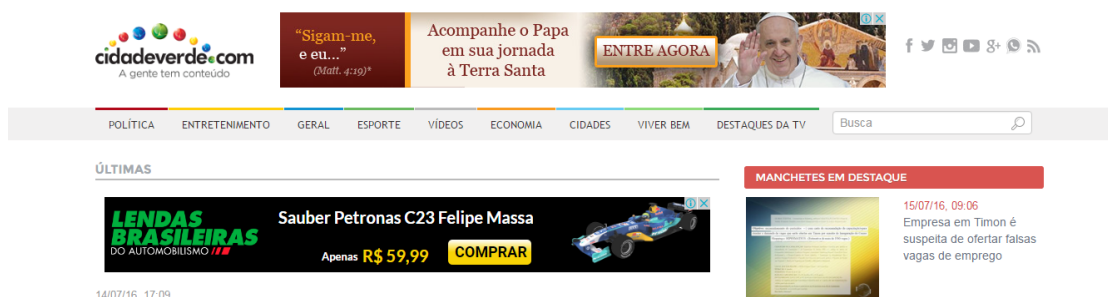 cidadeverde.com
A gente tem conteúdo
"Sigam-me,
e eu..."
(Matt. 4:19)*
Acompanhe o Papa
em sua jornada
à Terra Santa
ENTRE AGORA
POLÍTICA ENTRETENIMENTO GERAL ESPORTE VÍDEOS ECONOMIA CIDADES VIVER BEM DESTAQUES DA TV Busca
ÚLTIMAS
LENDAS
BRASILEIRAS
DO AUTOMOBILISMO
Sauber Petronas C23 Felipe Massa
Apenas R$ 59,99 COMPRAR
14/07/16, 17:09
MANCHETES EM DESTAQUE
15/07/16, 09:06
Empresa em Timon é
suspeita de ofertar falsas
vagas de emprego